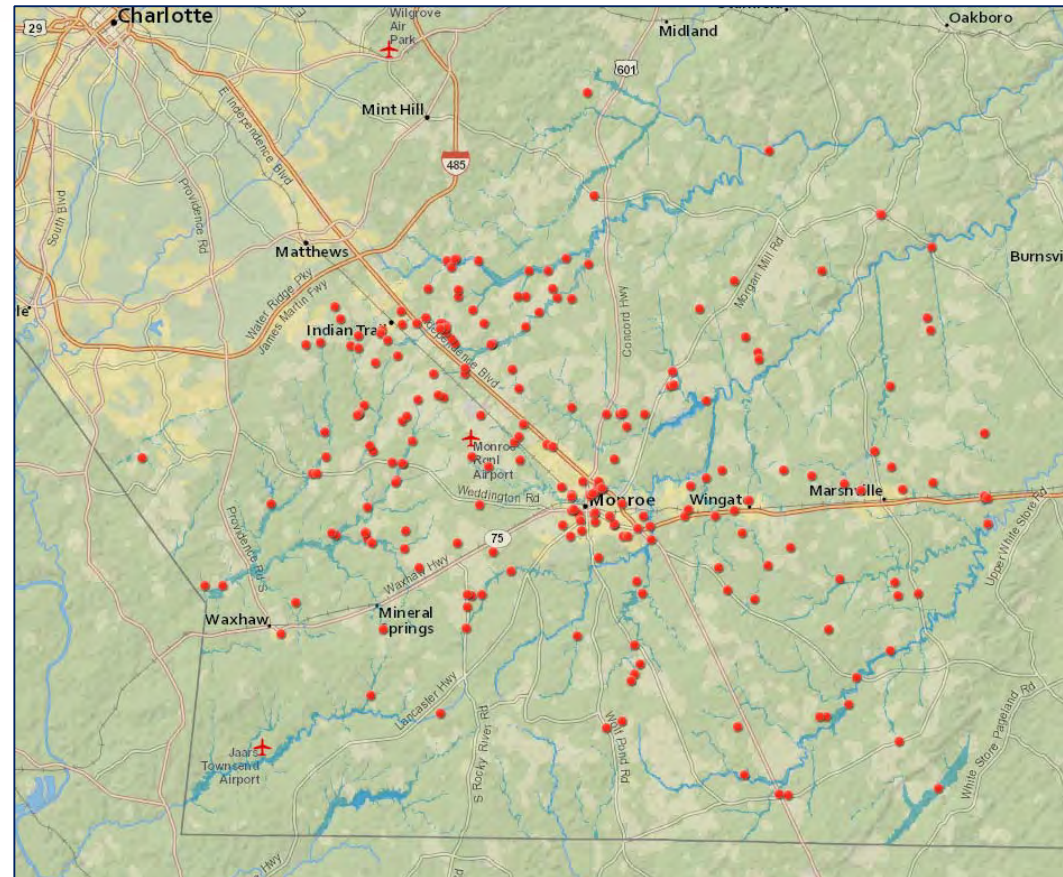 Charlotte
29
Wilgrove
Air
Park
Oakboro
Midland
601
Mint Hill
485
E Independence Blvd
Providence Rd
South Blvd
Matthews
Morgan Mill Rd
Burnsvi
Water Ridge Pky
James Martin Fwy
le
Indian Trail
Concord Hwy
dependence Blvd
Monroe
Rgnl
Airport
Weddington Rd
Monroe
Wingat
Marshville
Upper White Store Rd
75
Providence Rd S
Waxhaw Hwy
Waxhaw
Mineral
Springs
Lancaster Hwy
S Rocky River Rd
Wolf Pond Rd
White Store Pageland Rd
Jaars
Townsend
Airport
Hwy